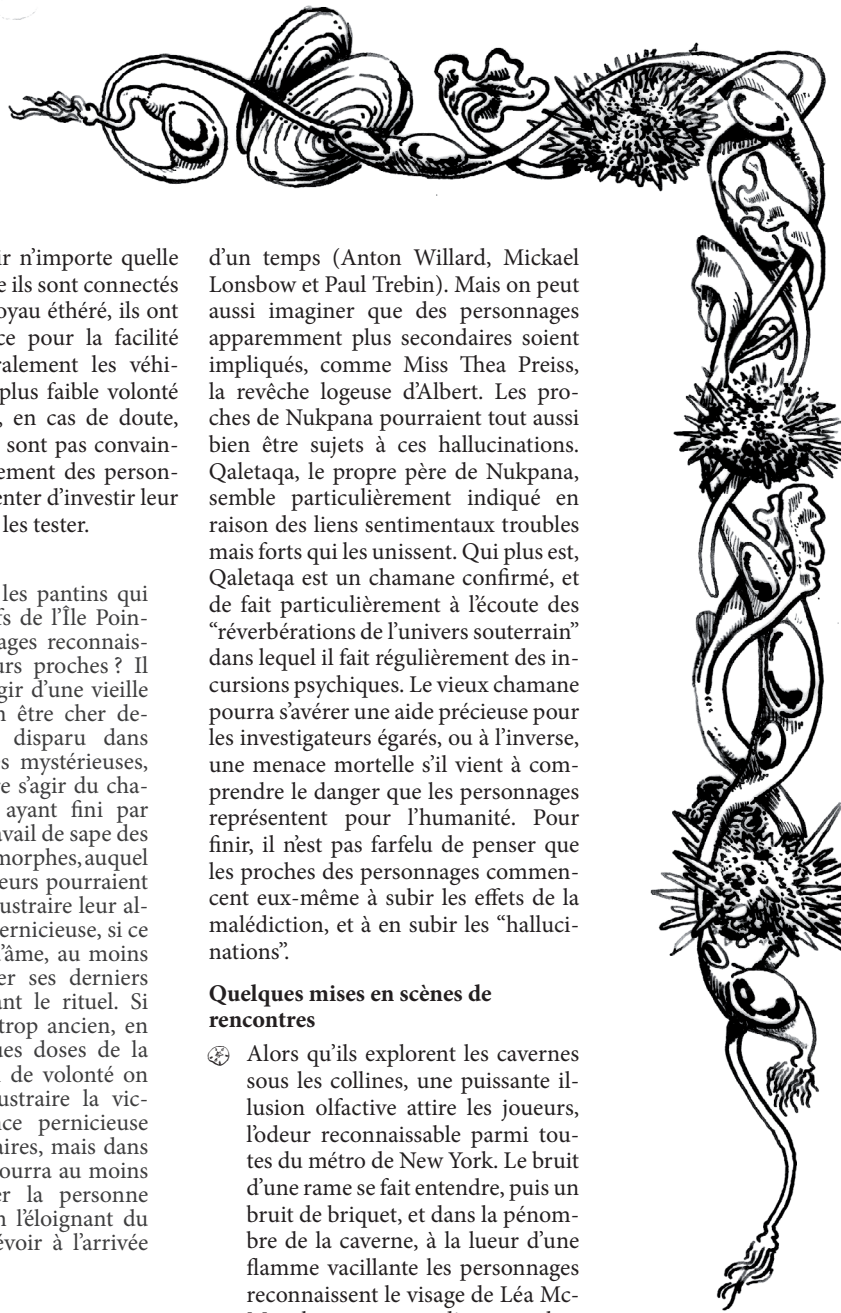 ir n'importe quelle
e ils sont connectés
oyau éthéré, ils ont
ce pour la facilité
ralement les véhi-
plus faible volonté
, en cas de doute,
sont pas convain-
ement des person-
enter d'investir leur
les tester.
les pantins qui
fs de l'Île Poin-
ages reconnais-
urs proches ? Il
gir d'une vieille
n être cher de-
disparu dans
s mystérieuses,
e s'agir du cha-
ayant fini par
avail de sape des
morphes, auquel
eurs pourraient
ustraire leur al-
ernicieuse, si ce
l'âme, au moins
er ses derniers
ant le rituel. Si
trop ancien, en
ues doses de la
de volonté on
ustraire la vic-
nce pernicieuse
aires, mais dans
ourra au moins
er la personne
n l'éloignant du
évoir à l'arrivée
d'un temps (Anton Willard, Mickael
Lonsbow et Paul Trebin). Mais on peut
aussi imaginer que des personnages
apparemment plus secondaires soient
impliqués, comme Miss Thea Preiss,
la revêche logeuse d'Albert. Les pro-
ches de Nukpana pourraient tout aussi
bien être sujets à ces hallucinations.
Qaletaqa, le propre père de Nukpana,
semble particulièrement indiqué en
raison des liens sentimentaux troubles
mais forts qui les unissent. Qui plus est,
Qaletaqa est un chamane confirmé, et
de fait particulièrement à l'écoute des
“réverbérations de l'univers souterrain”
dans lequel il fait régulièrement des in-
cursions psychiques. Le vieux chamane
pourra s'avérer une aide précieuse pour
les investigateurs égarés, ou à l'inverse,
une menace mortelle s'il vient à com-
prendre le danger que les personnages
représentent pour l'humanité. Pour
finir, il n'est pas farfelu de penser que
les proches des personnages commen-
cent eux-même à subir les effets de la
malédiction, et à en subir les “halluci-
nations”.
Quelques mises en scènes de
rencontres
Alors qu'ils explorent les cavernes
sous les collines, une puissante il-
lusion olfactive attire les joueurs,
l'odeur reconnaissable parmi tou-
tes du métro de New York. Le bruit
d'une rame se fait entendre, puis un
bruit de briquet, et dans la pénom-
bre de la caverne, à la lueur d'une
flamme vacillante les personnages
reconnaissent le visage de Léa Mc-